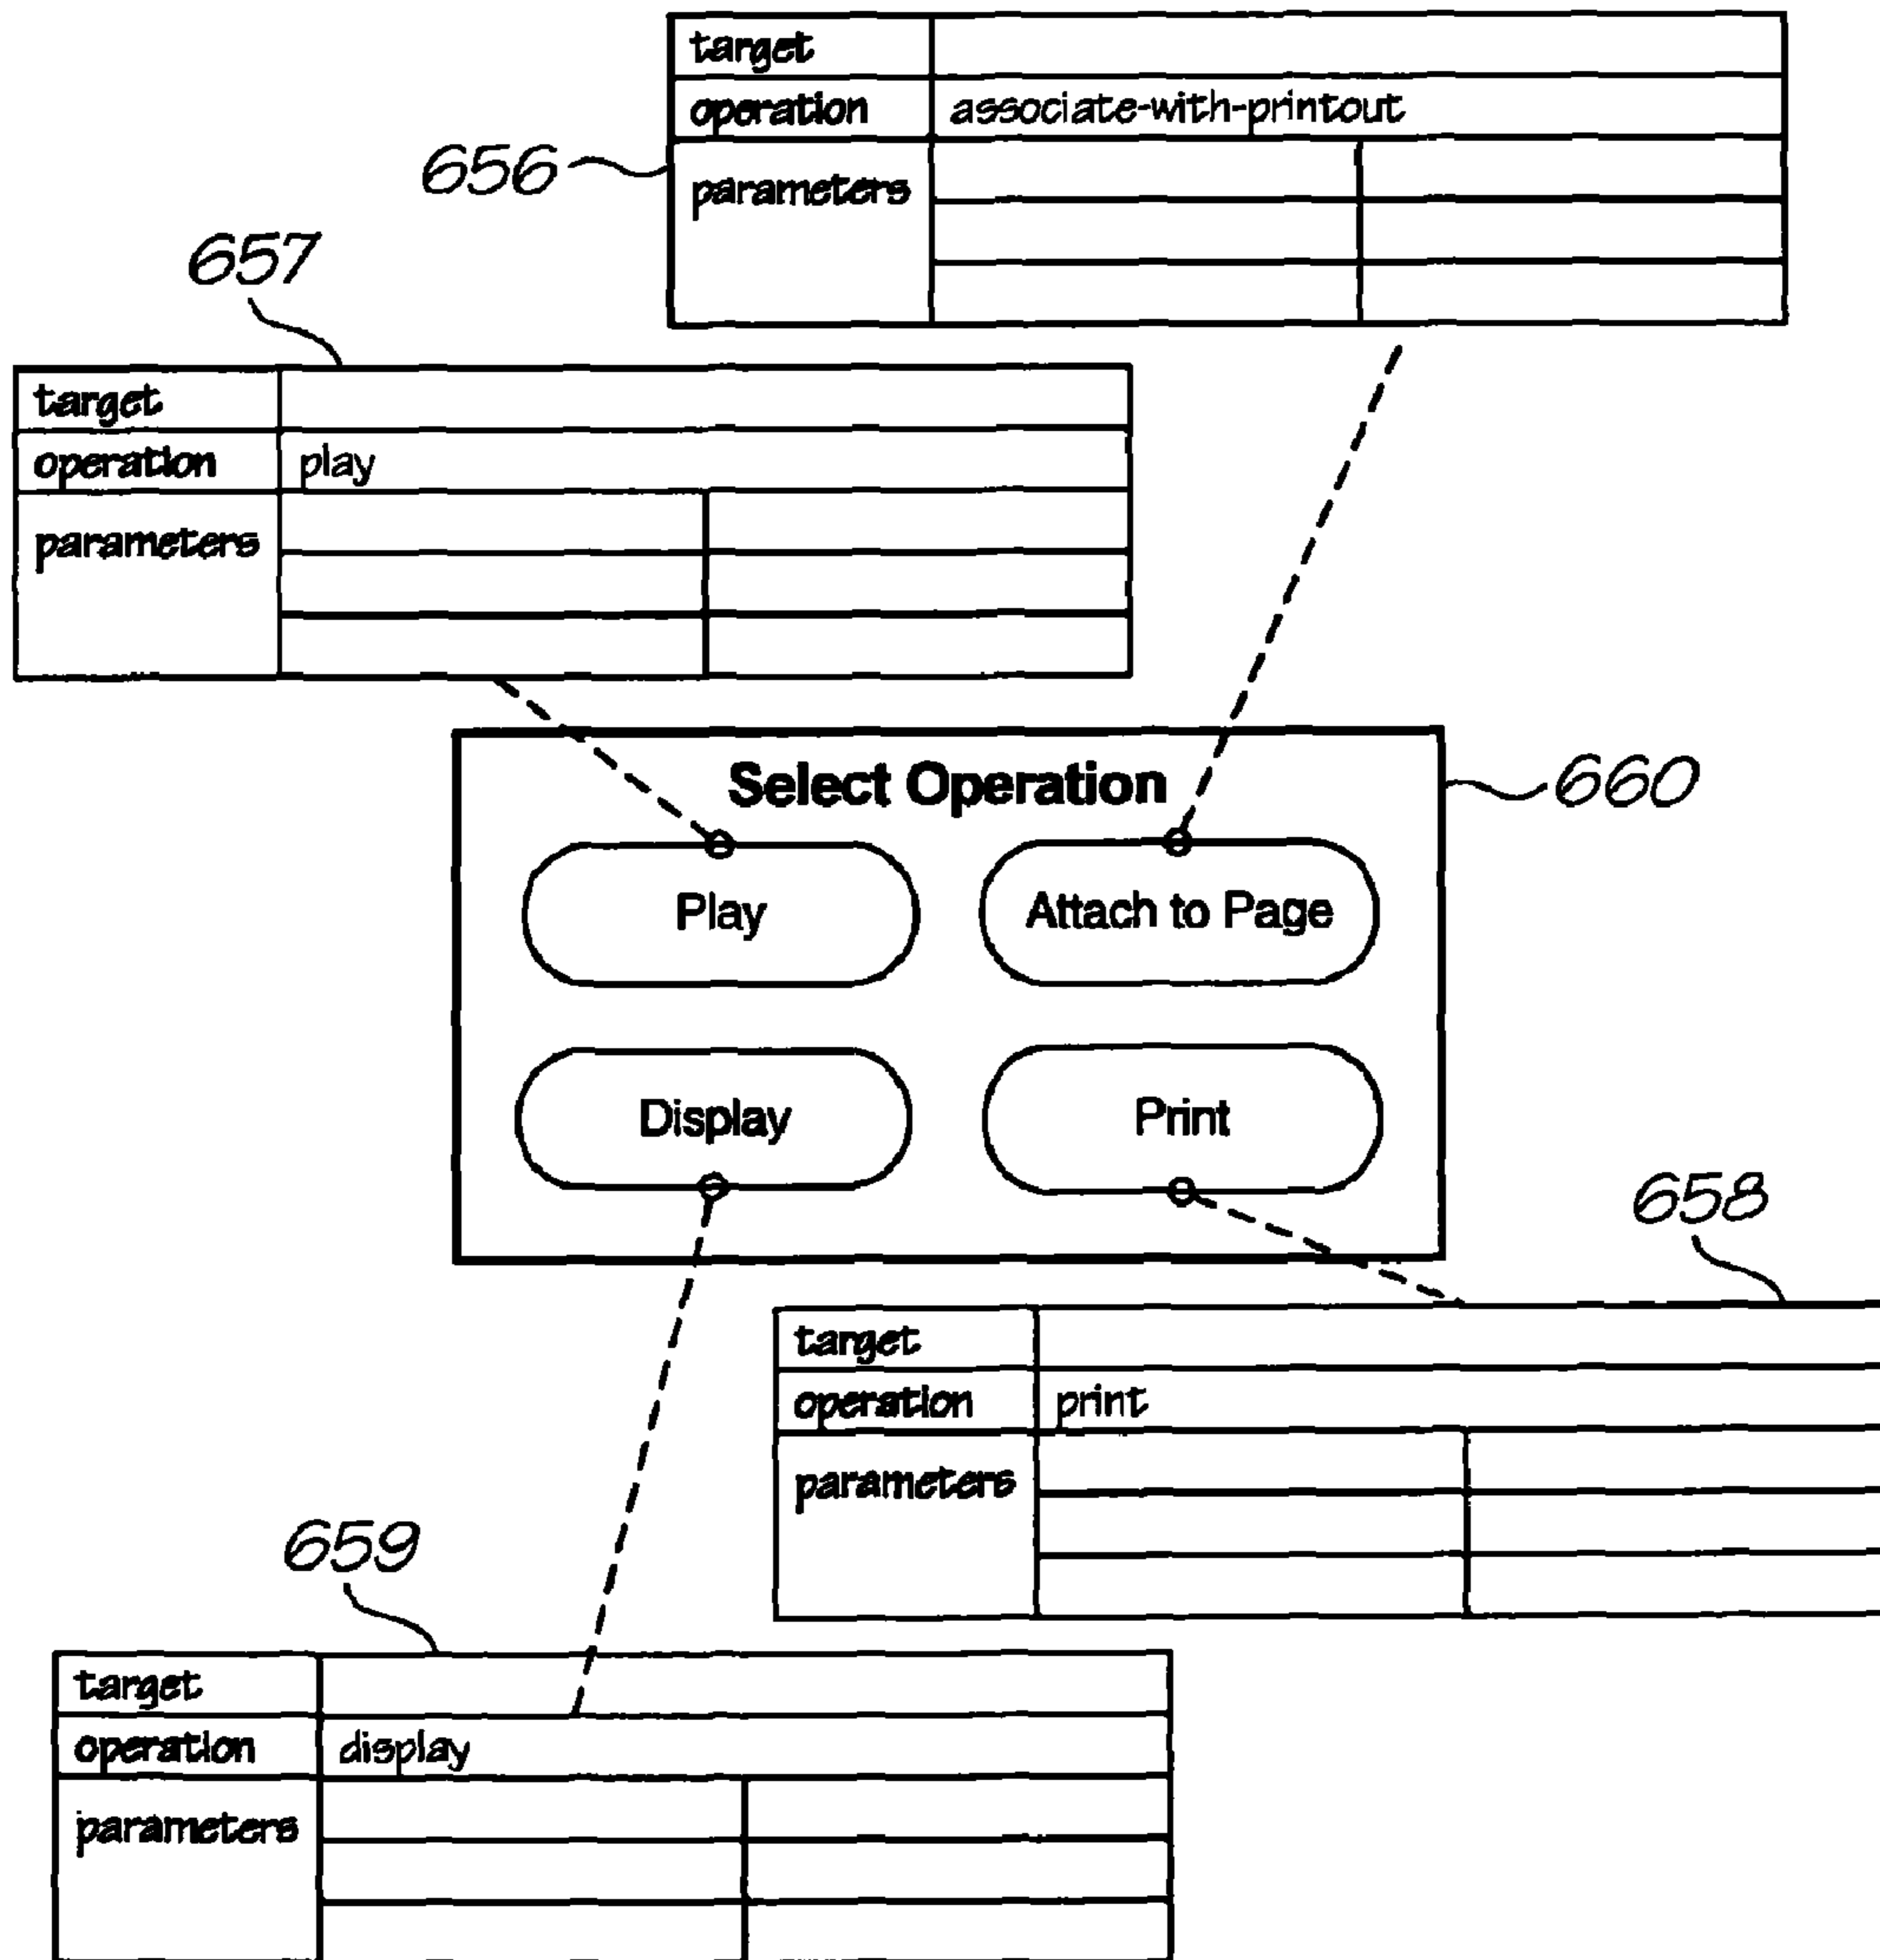 target
operation associate-with-printout
656
parameters
657
target
operation play
parameters
Select Operation
660
Play Attach to Page
Display Print
658
target
operation print
parameters
659
target
operation display
parameters